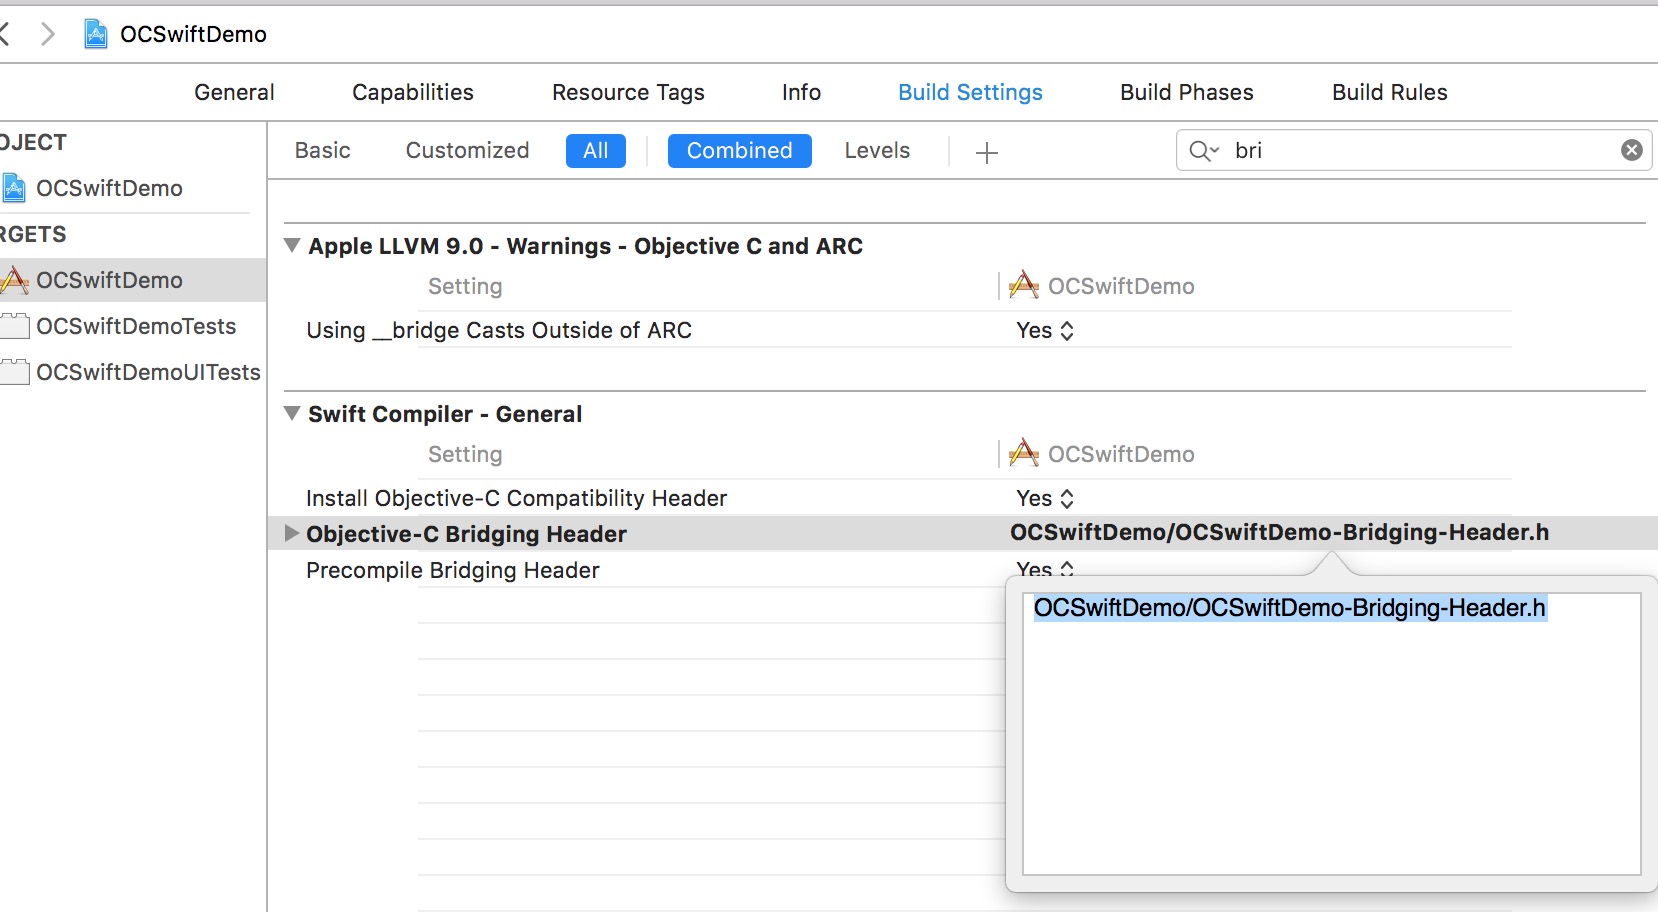 OCSwiftDemo
General Capabilities Resource Tags Info Build Settings Build Phases Build Rules
OJECT
OCSwiftDemo
RGETS
OCSwiftDemo
OCSwiftDemoTests
OCSwiftDemoUITests
Basic Customized All Combined Levels + bri
Apple LLVM 9.0 - Warnings - Objective C and ARC
Setting OCSwiftDemo
Using __bridge Casts Outside of ARC Yes
Swift Compiler - General
Setting OCSwiftDemo
Install Objective-C Compatibility Header Yes
Objective-C Bridging Header OCSwiftDemo/OCSwiftDemo-Bridging-Header.h
Precompile Bridging Header Yes
OCSwiftDemo/OCSwiftDemo-Bridging-Header.h